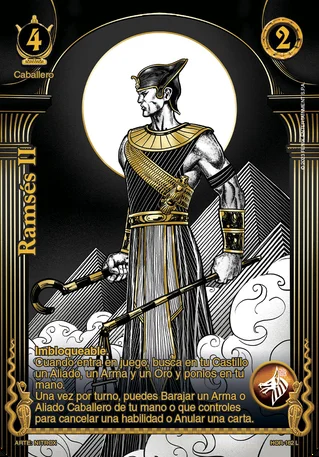 4
2
Caballero
Ramsés II
Imbloqueable.
Cuando entra en juego, busca en tu Castillo
un Aliado, un Arma y un Oro y ponlos en tu
mano.
Una vez por turno, puedes Barajar un Arma o
Aliado Caballero de tu mano o que controles
para cancelar una habilidad o Anular una carta.
ARTE: NITROX